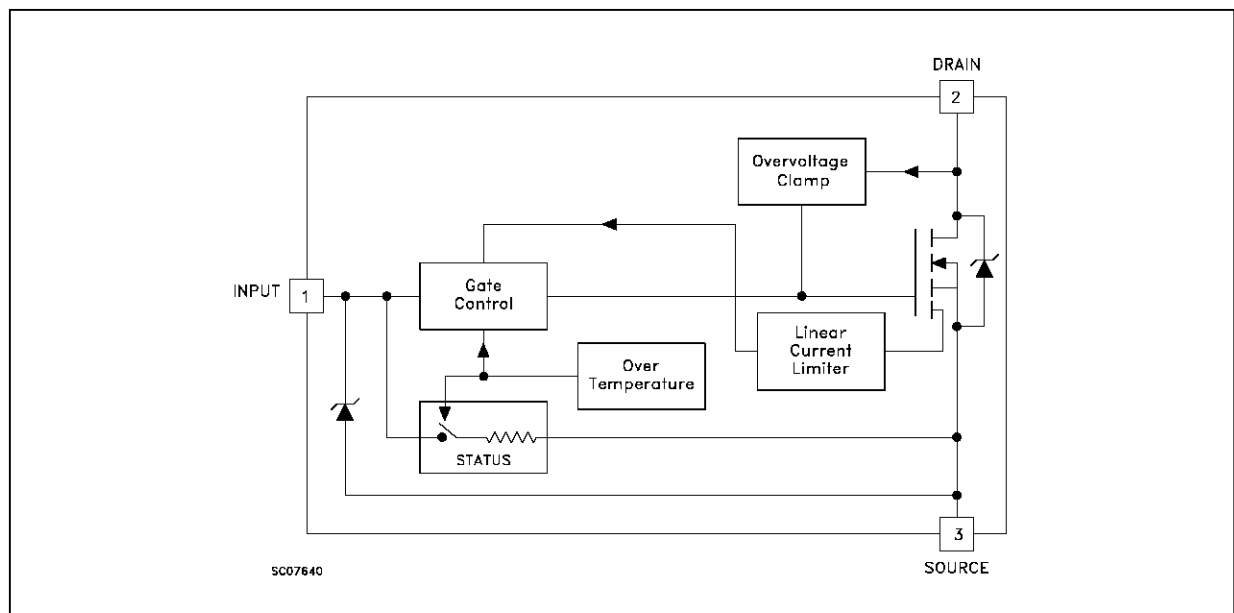 DRAIN
2
Overvoltage
Clamp
INPUT
1
Gate
Control
Linear
Current
Limiter
Over
Temperature
STATUS
3
SOURCE
SC07640